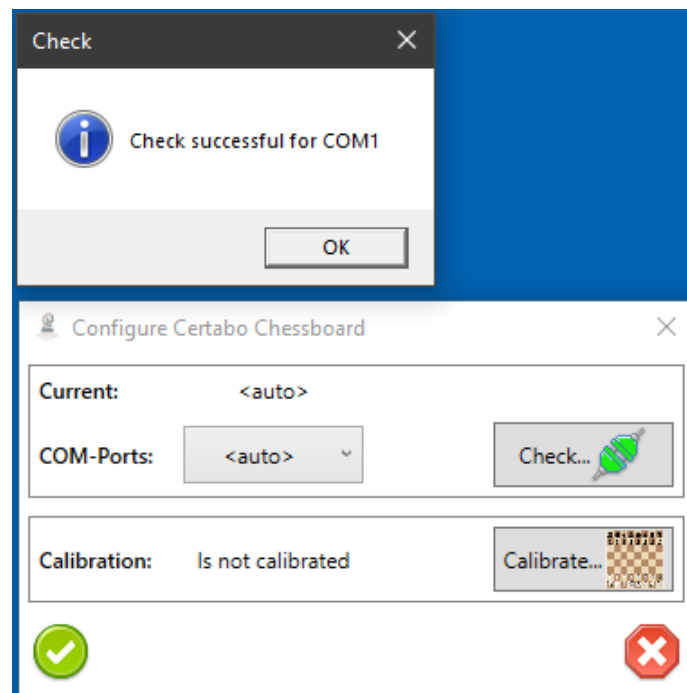 Check
Check successful for COM1
OK
Configure Certabo Chessboard
Current: <auto>
COM-Ports: <auto> Check...
Calibration: Is not calibrated Calibrate...